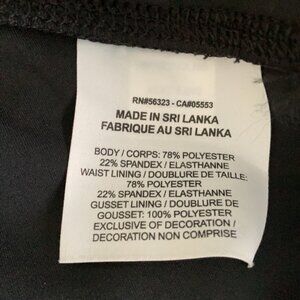 RN#56323 - CA#05553
MADE IN SRI LANKA
FABRIQUE AU SRI LANKA
BODY / CORPS: 78% POLYESTER
22% SPANDEX / ELASTHANNE
WAIST LINING / DOUBLURE DE TAILLE:
78% POLYESTER
22% SPANDEX / ELASTHANNE
GUSSET LINING / DOUBLURE DE
GOUSSET: 100% POLYESTER
EXCLUSIVE OF DECORATION /
DECORATION NON COMPRISE